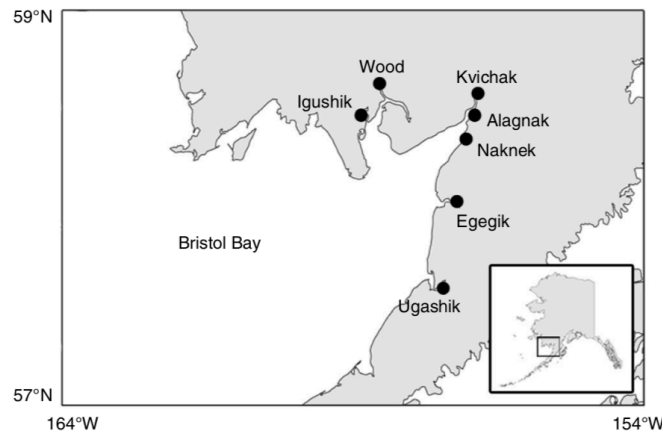 59°N
Wood
Kvichak
Igushik
Alagnak
Naknek
Egegik
Bristol Bay
Ugashik
57°N
164°W
154°W